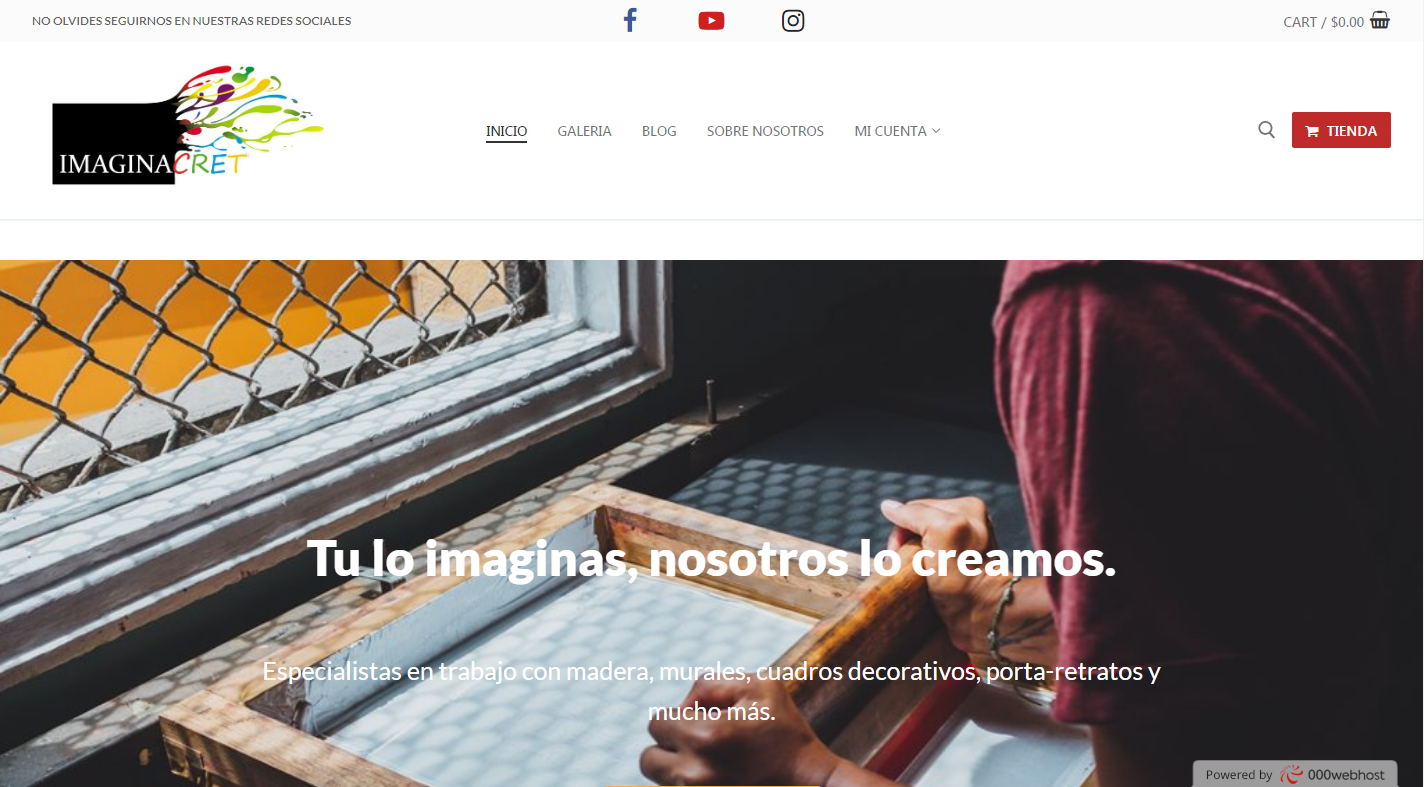 NO OLVIDES SEGUIRNOS EN NUESTRAS REDES SOCIALES
CART / $0.00
IMAGINACRET
INICIO
GALERIA
BLOG
SOBRE NOSOTROS
MI CUENTA
TIENDA
Tu lo imaginas, nosotros lo creamos.
Especialistas en trabajo con madera, murales, cuadros decorativos, porta-retratos y
mucho más.
Powered by 000webhost